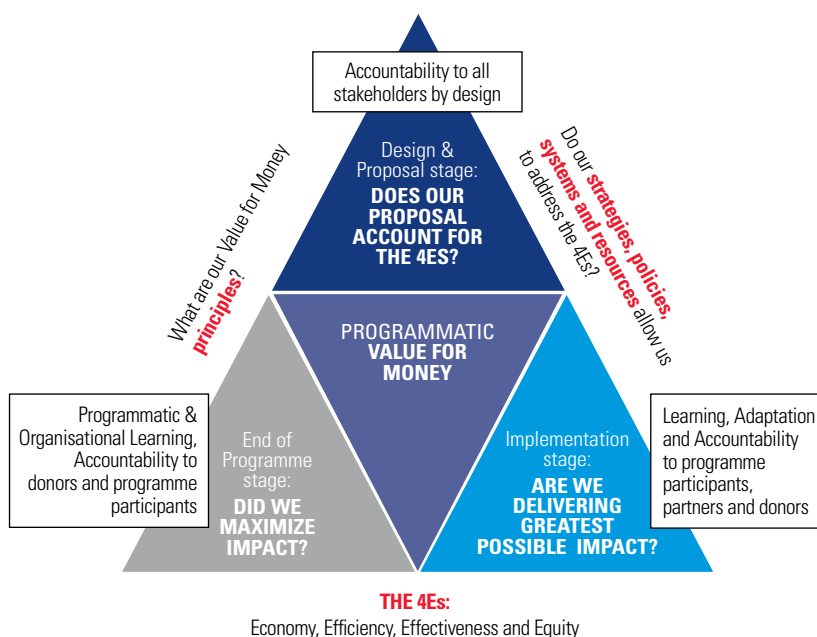 Accountability to all
stakeholders by design
Design &
Proposal stage:
DOES OUR
PROPOSAL
ACCOUNT FOR
THE 4ES?
What are our Value for Money
principles?
Do our strategies, policies,
systems and resources allow us
to address the 4Es?
PROGRAMMATIC
VALUE FOR
MONEY
Programmatic &
Organisational Learning,
Accountability to
donors and programme
participants
End of
Programme
stage:
DID WE
MAXIMIZE
IMPACT?
Implementation
stage:
ARE WE
DELIVERING
GREATEST
POSSIBLE IMPACT?
Learning, Adaptation
and Accountability
to programme
participants,
partners and donors
THE 4Es:
Economy, Efficiency, Effectiveness and Equity